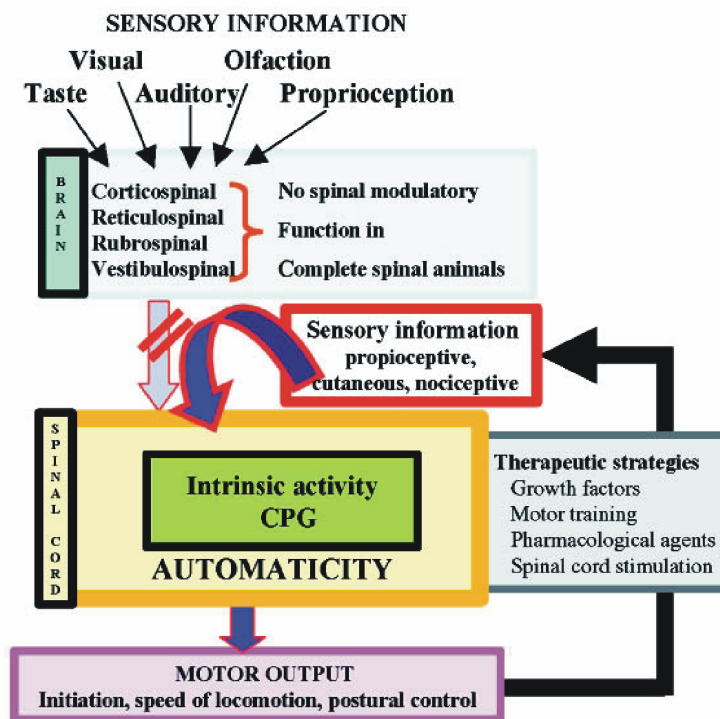 SENSORY INFORMATION
Visual Olfaction
Taste Auditory Proprioception
BRAIN
Corticospinal
Reticulospinal
Rubrospinal
Vestibulospinal
No spinal modulatory
Function in
Complete spinal animals
Sensory information
propioceptive,
cutaneous, nociceptive
SPINAL CORD
Intrinsic activity
CPG
AUTOMATICITY
Therapeutic strategies
Growth factors
Motor training
Pharmacological agents
Spinal cord stimulation
MOTOR OUTPUT
Initiation, speed of locomotion, postural control